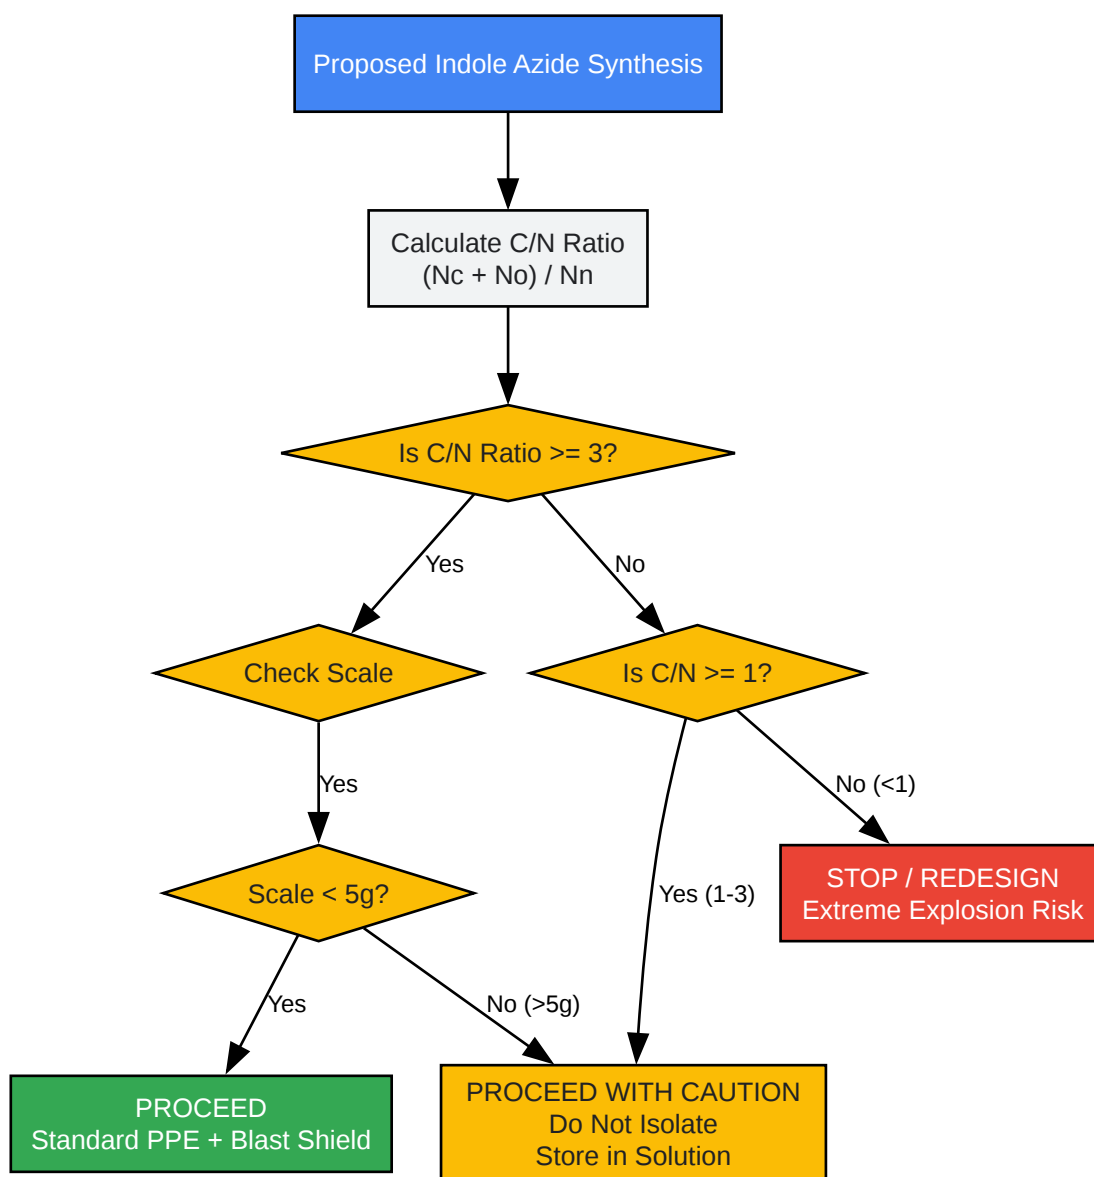 Proposed Indole Azide Synthesis
Calculate C/N Ratio
(Nc + No) / Nn
Is C/N Ratio >= 3?
Yes
No
Check Scale
Is C/N >= 1?
Yes
No (<1)
Scale < 5g?
Yes (1-3)
STOP / REDESIGN
Extreme Explosion Risk
Yes
No (>5g)
PROCEED
Standard PPE + Blast Shield
PROCEED WITH CAUTION
Do Not Isolate
Store in Solution